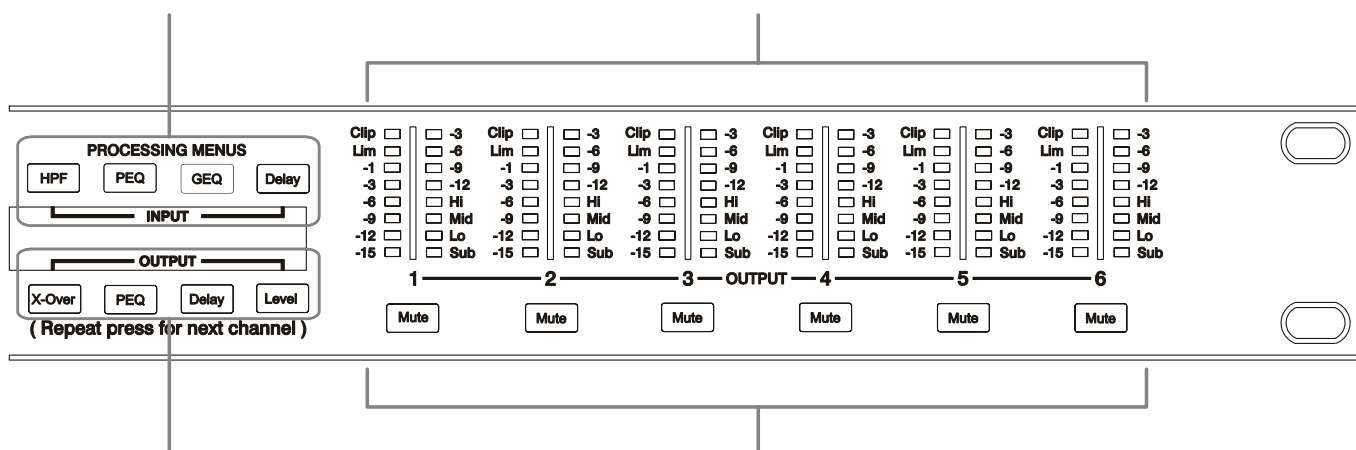 PROCESSING MENUS
HPF PEQ GEQ Delay
INPUT
OUTPUT
X-Over PEQ Delay Level
( Repeat press for next channel )
Clip -3 Clip -3 Clip -3 Clip -3 Clip -3 Clip -3
Lim -6 Lim -6 Lim -6 Lim -6 Lim -6 Lim -6
-1 -9 -1 -9 -1 -9 -1 -9 -1 -9 -1 -9
-3 -12 -3 -12 -3 -12 -3 -12 -3 -12 -3 -12
-6 Hi -6 Hi -6 Hi -6 Hi -6 Hi -6 Hi
-9 Mid -9 Mid -9 Mid -9 Mid -9 Mid -9 Mid
-12 Lo -12 Lo -12 Lo -12 Lo -12 Lo -12 Lo
-15 Sub -15 Sub -15 Sub -15 Sub -15 Sub -15 Sub
1 2 3 OUTPUT 4 5 6
Mute Mute Mute Mute Mute Mute